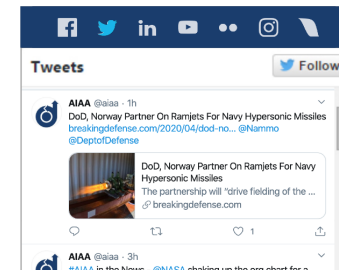 Tweets
Follow
AIAA @aiaa · 1h
DoD, Norway Partner On Ramjets For Navy Hypersonic Missiles
breakingdefense.com/2020/04/dod-no... @Nammo
@DeptofDefense
DoD, Norway Partner On Ramjets For Navy
Hypersonic Missiles
The partnership will "drive fielding of the ...
breakingdefense.com
1
AIAA @aiaa · 3h
#AIAA in the News - @NASA shaking up the org chart for a